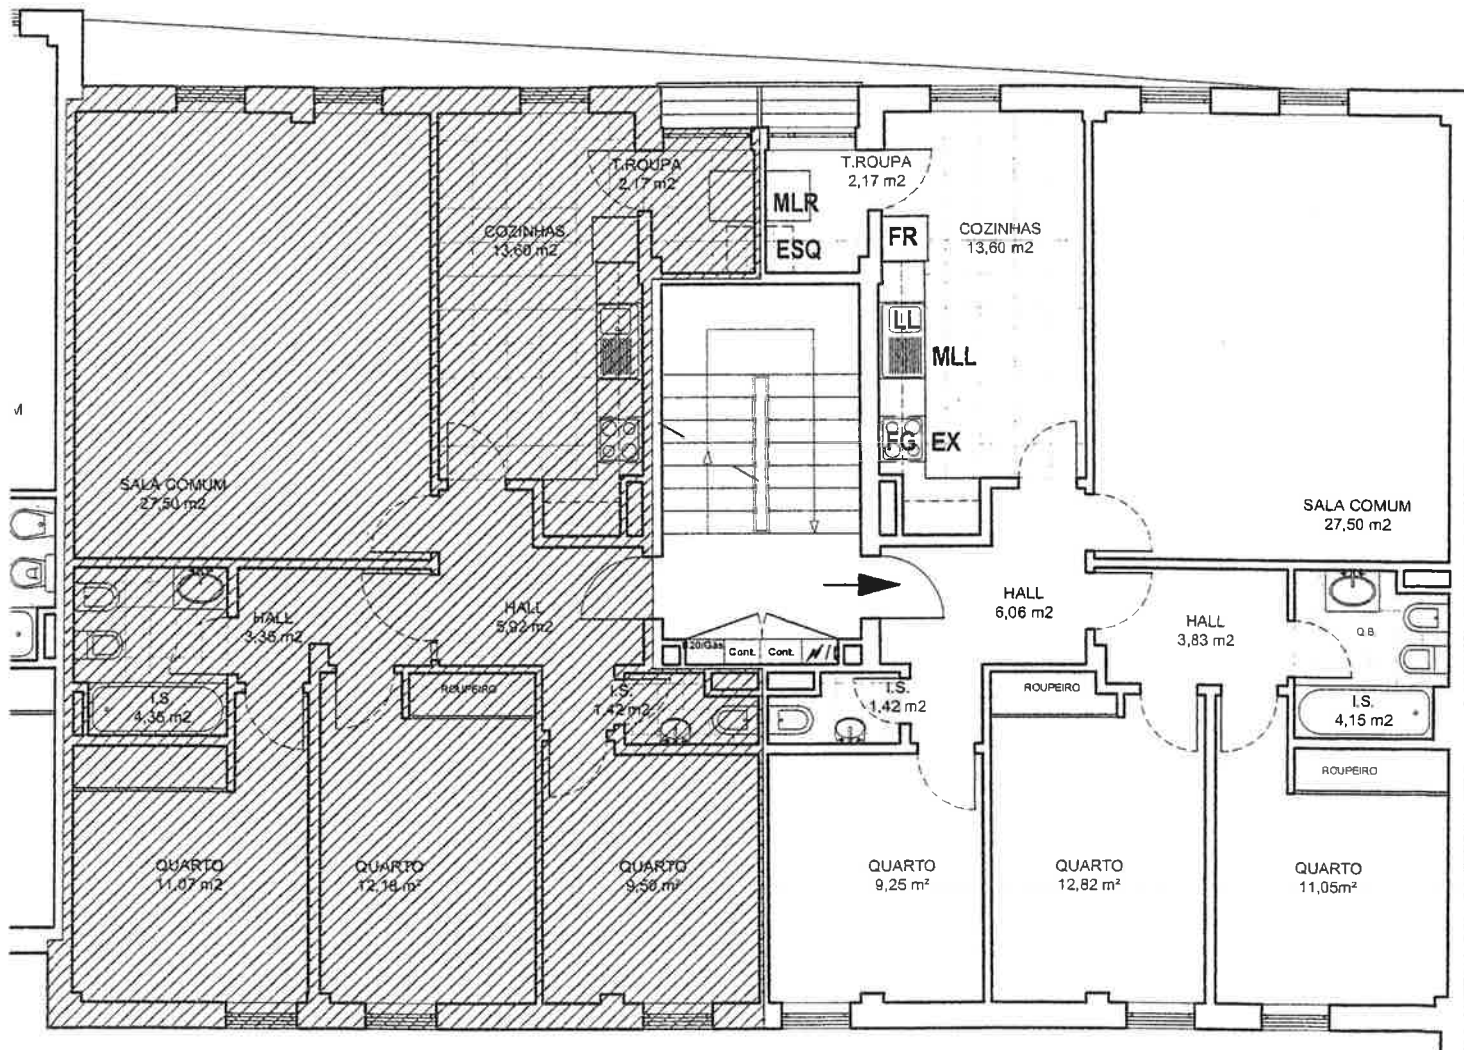 T.ROUPA
2,17 m2
T.ROUPA
2,17 m2
MLR
ESQ
FR
COZINHAS
13,60 m2
COZINHAS
13,60 m2
LL
MLL
FG
EX
M
SALA COMUM
27,50 m2
SALA COMUM
27,50 m2
HALL
3,35 m2
HALL
5,92 m2
HALL
6,06 m2
HALL
3,83 m2
Q.B.
Cont.
Cont.
ROUPEIRO
ROUPEIRO
I.S.
4,35 m2
I.S.
1,42 m2
I.S.
1,42 m2
I.S.
4,15 m2
ROUPEIRO
QUARTO
11,07 m2
QUARTO
12,18 m²
QUARTO
9,50 m²
QUARTO
9,25 m²
QUARTO
12,82 m²
QUARTO
11,05m²